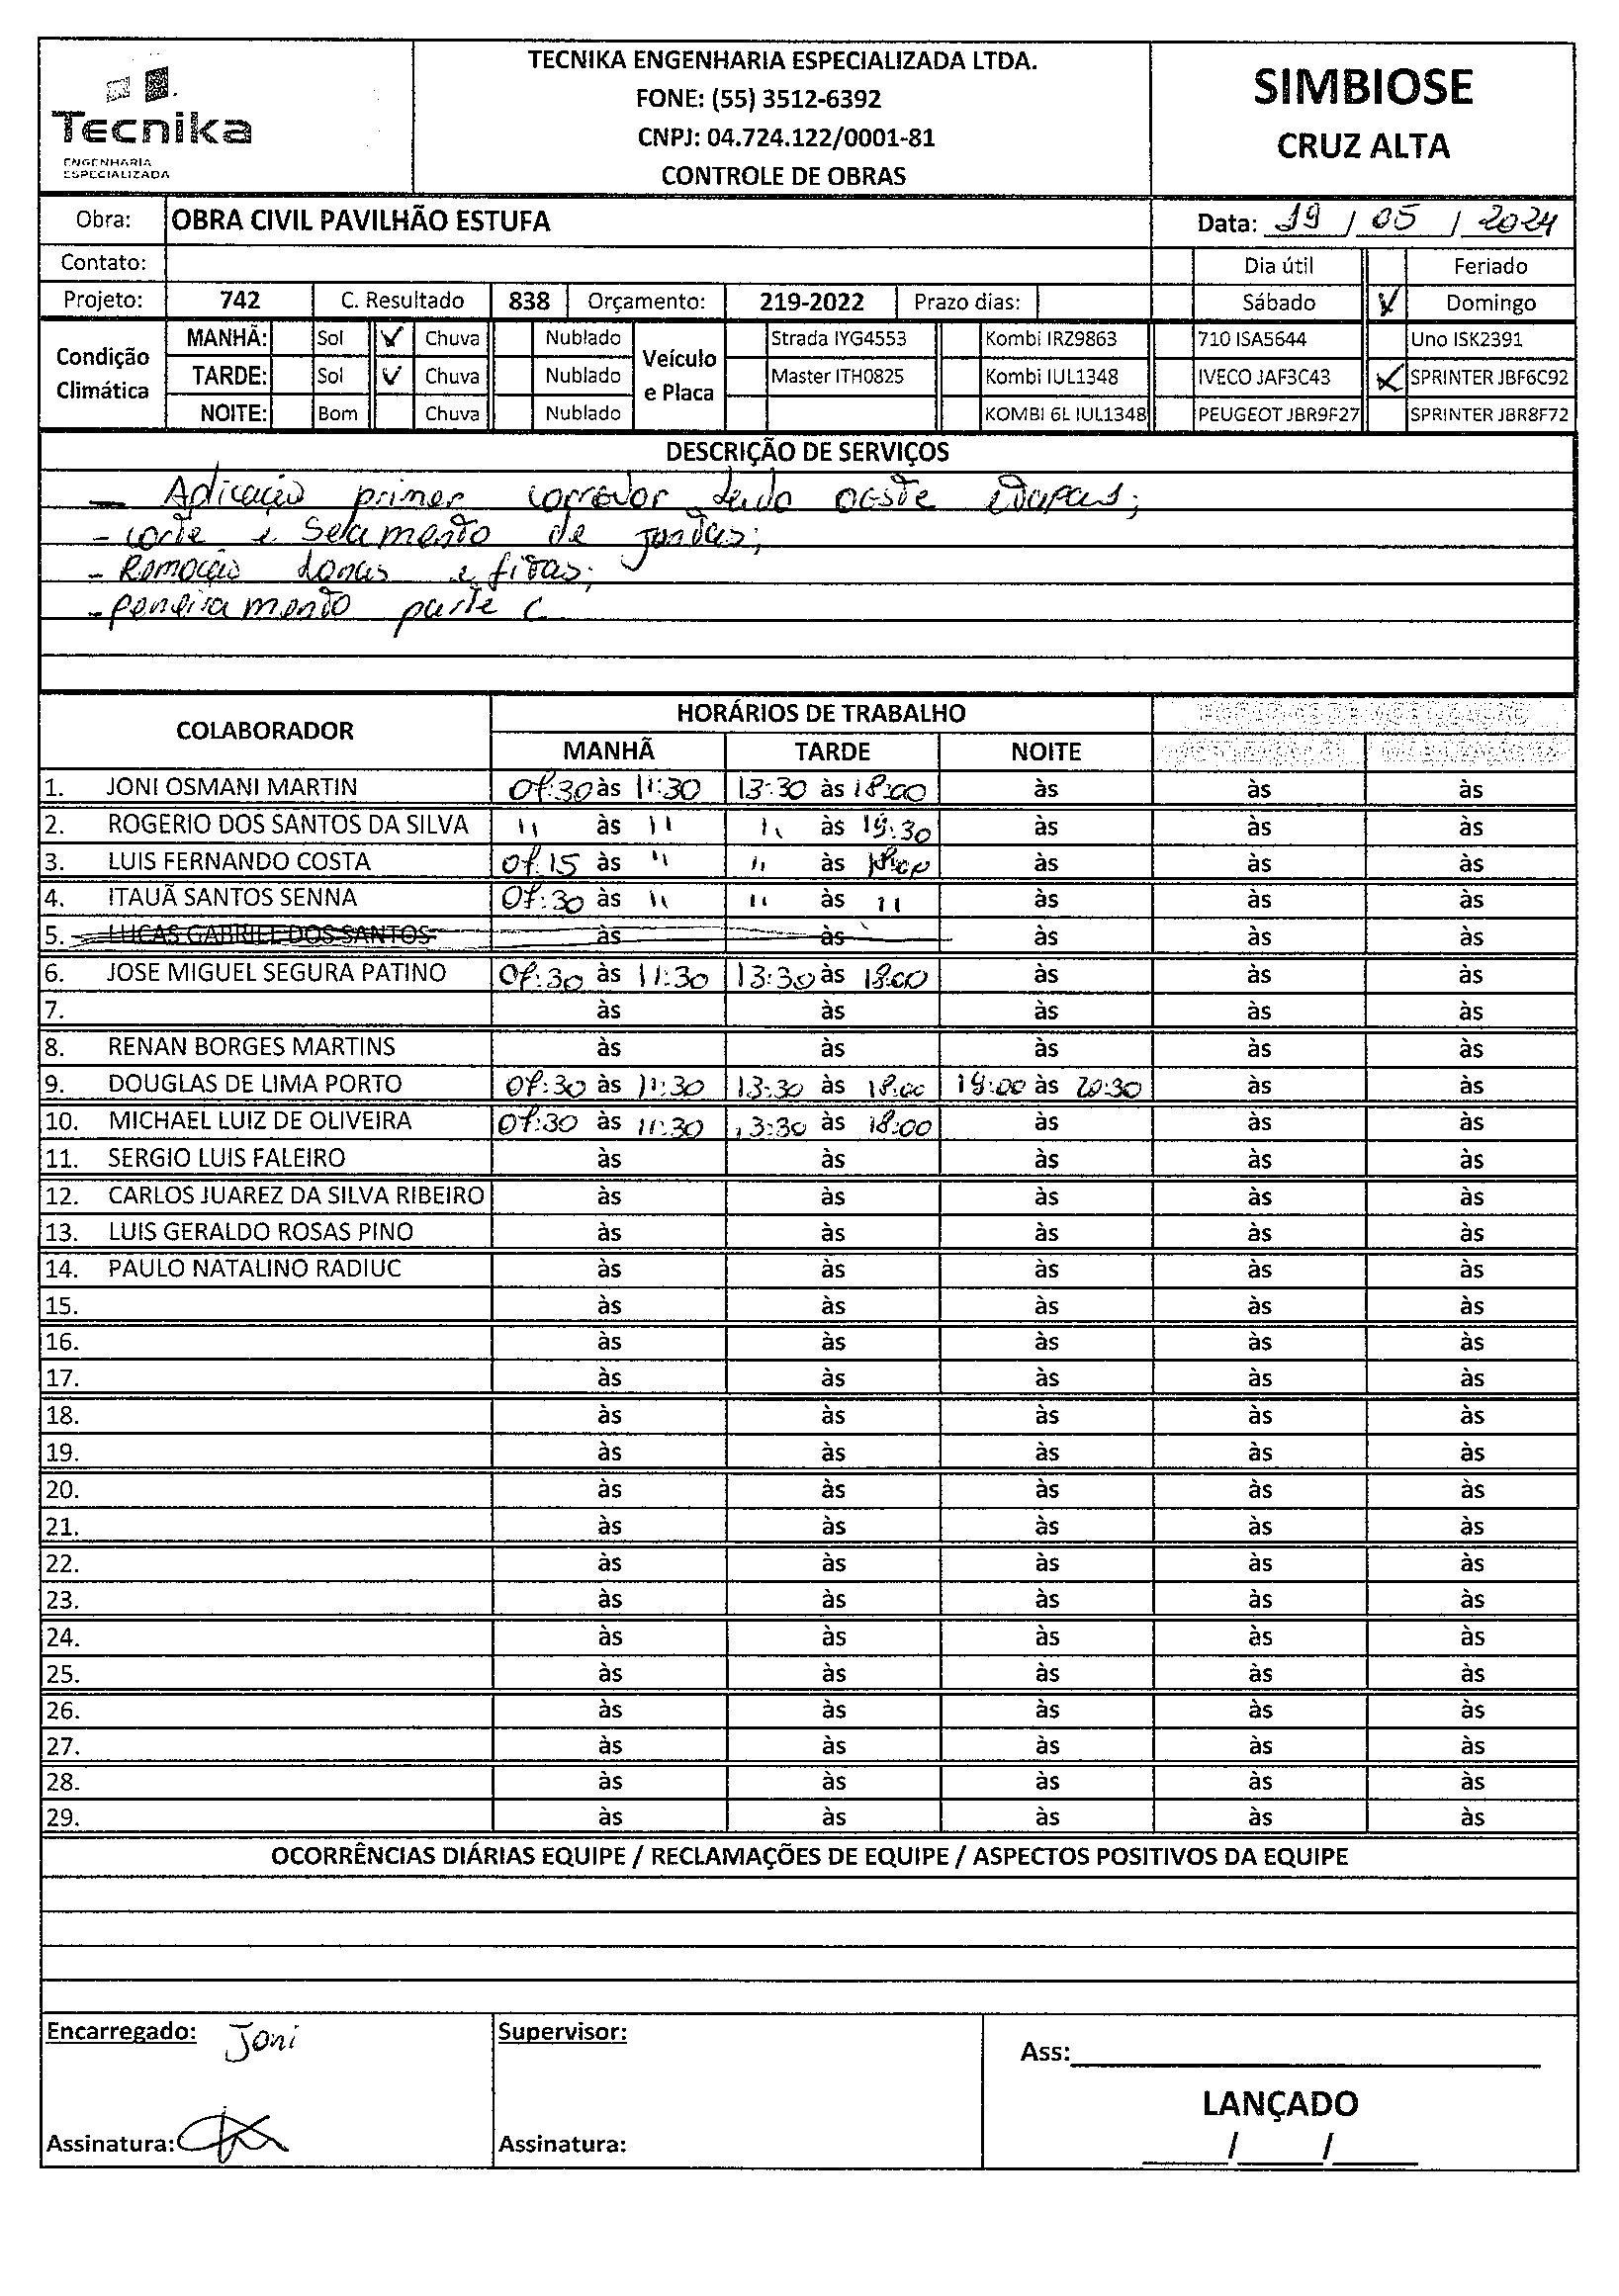 Tecnika
ENGENHARIA
ESPECIALIZADA
TECNIKA ENGENHARIA ESPECIALIZADA LTDA.
FONE: (55) 3512-6392
CNPJ: 04.724.122/0001-81
CONTROLE DE OBRAS
SIMBIOSE
CRUZ ALTA
Obra: OBRA CIVIL PAVILHÃO ESTUFA Data: 19 / 05 / 2024
Contato: Dia útil Feriado
Projeto: 742 C. Resultado 838 Orçamento: 219-2022 Prazo dias: Sábado Domingo
Condição Climática Veículo e Placa
MANHÃ: Sol Chuva Nublado Strada IYG4553 Kombi IRZ9863 710 ISA5644 Uno ISK2391
TARDE: Sol Chuva Nublado Master ITH0825 Kombi IUL1348 IVECO JAF3C43 SPRINTER JBF6C92
NOITE: Bom Chuva Nublado KOMBI 6L IUL1348 PEUGEOT JBR9F27 SPRINTER JBR8F72
DESCRIÇÃO DE SERVIÇOS
- Aplicação primer corredor oeste
- corte e Selamento de Juntas;
- Remoção lonas e fitas;
- peneiramento parte C
COLABORADOR HORÁRIOS DE TRABALHO
MANHÃ TARDE NOITE
1. JONI OSMANI MARTIN 07:30 às 11:30 13:30 às 18:00 às às às
2. ROGERIO DOS SANTOS DA SILVA " às " " às 19:30 às às às
3. LUIS FERNANDO COSTA 07:15 às " " às às às às
4. ITAUÃ SANTOS SENNA 07:30 às " " às " às às às
5. LUCAS GABRIEL DOS SANTOS às às às às às
6. JOSE MIGUEL SEGURA PATINO 07:30 às 11:30 13:30 às 18:00 às às às
7. às às às às às
8. RENAN BORGES MARTINS às às às às às
9. DOUGLAS DE LIMA PORTO 07:30 às 11:30 13:30 às 18:00 19:00 às 20:30 às às
10. MICHAEL LUIZ DE OLIVEIRA 07:30 às 11:30 13:30 às 18:00 às às às
11. SERGIO LUIS FALEIRO às às às às às
12. CARLOS JUAREZ DA SILVA RIBEIRO às às às às às
13. LUIS GERALDO ROSAS PINO às às às às às
14. PAULO NATALINO RADIUC às às às às às
15. às às às às às
16. às às às às às
17. às às às às às
18. às às às às às
19. às às às às às
20. às às às às às
21. às às às às às
22. às às às às às
23. às às às às às
24. às às às às às
25. às às às às às
26. às às às às às
27. às às às às às
28. às às às às às
29. às às às às às
OCORRÊNCIAS DIÁRIAS EQUIPE / RECLAMAÇÕES DE EQUIPE / ASPECTOS POSITIVOS DA EQUIPE
Encarregado: Joni Supervisor:
Ass:
LANÇADO
Assinatura: Assinatura: / /